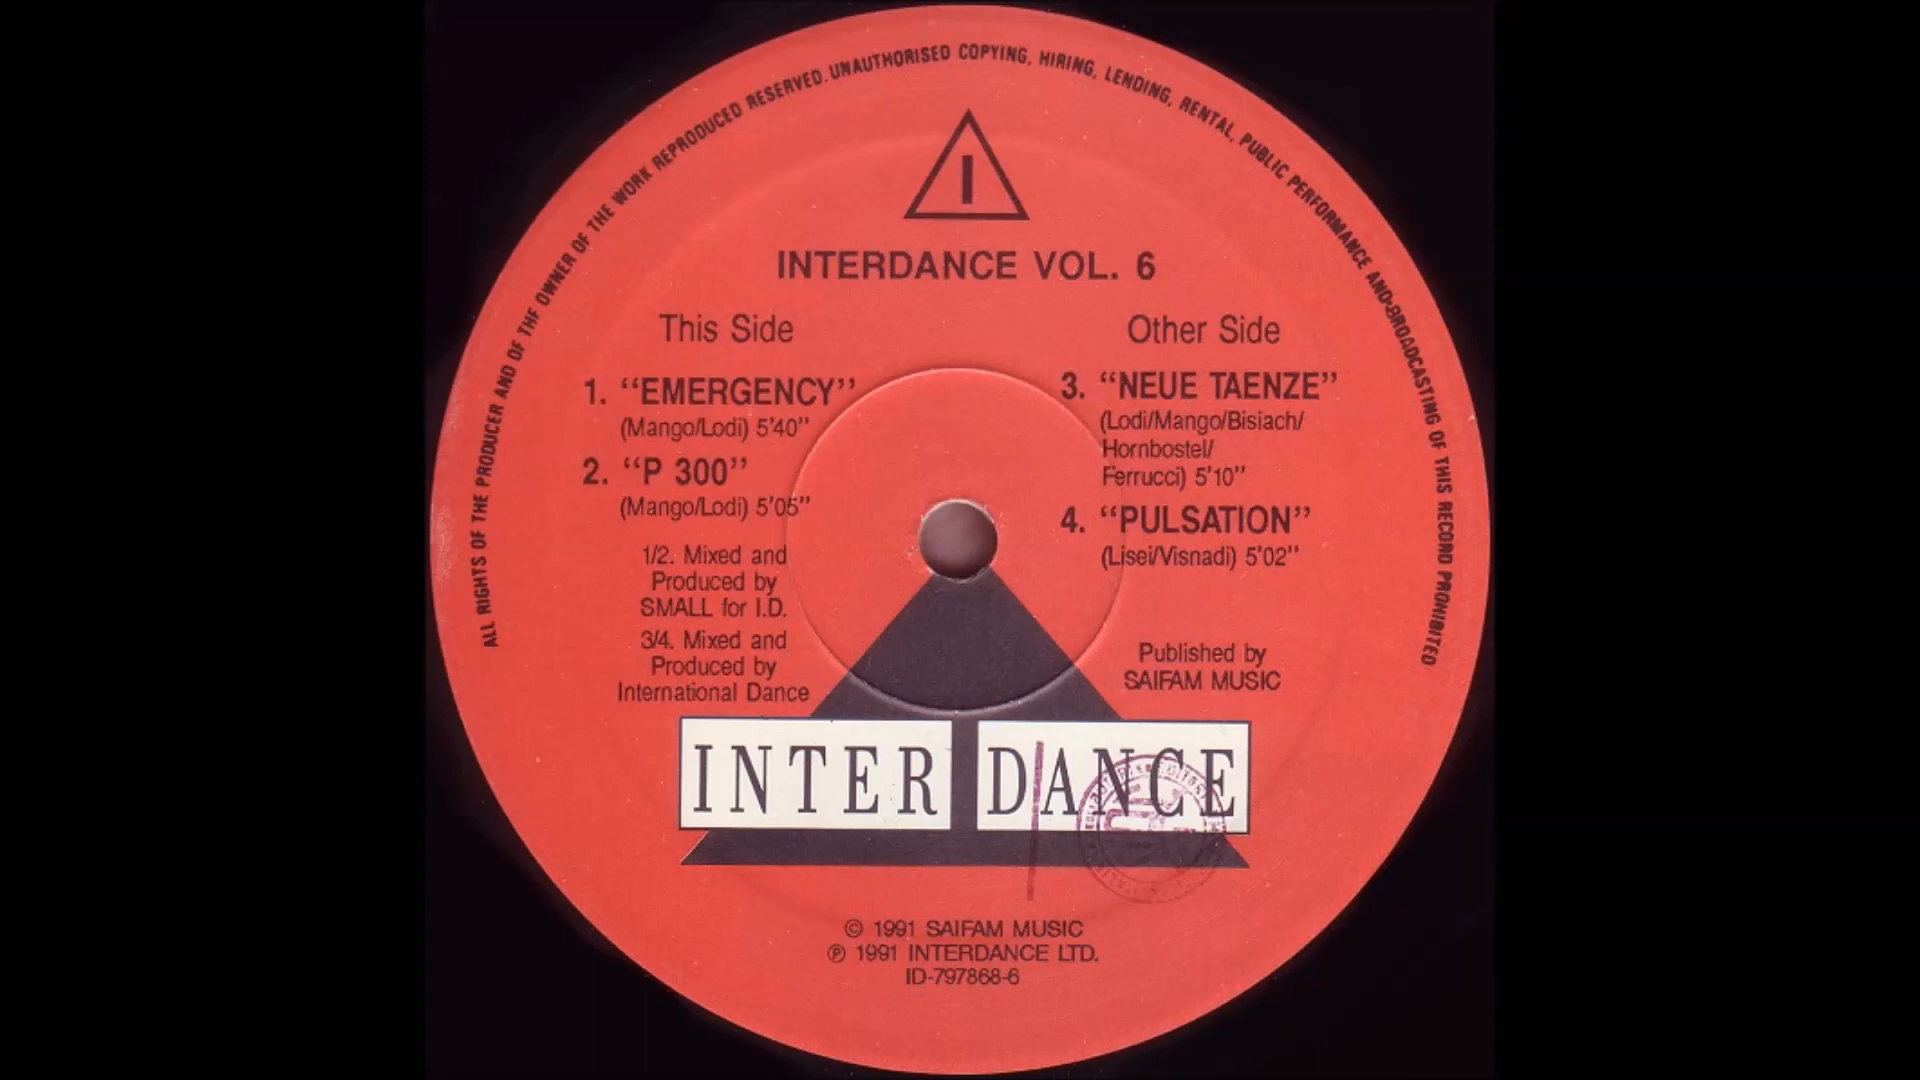 ALL RIGHTS OF THE PRODUCER AND OF THE OWNER OF THE WORK REPRODUCED RESERVED. UNAUTHORISED COPYING, HIRING, LENDING, RENTAL, PUBLIC PERFORMANCE AND BROADCASTING OF THIS RECORD PROHIBITED
I
INTERDANCE VOL. 6
This Side
1. “EMERGENCY”
(Mango/Lodi) 5'40”
2. “P 300”
(Mango/Lodi) 5'05”
1/2. Mixed and
Produced by
SMALL for I.D.
3/4. Mixed and
Produced by
International Dance
Other Side
3. “NEUE TAENZE”
(Lodi/Mango/Bisiach/
Hornbostel/
Ferrucci) 5'10”
4. “PULSATION”
(Lisei/Visnadi) 5'02”
Published by
SAIFAM MUSIC
INTER DANCE
© 1991 SAIFAM MUSIC
℗ 1991 INTERDANCE LTD.
ID-797868-6